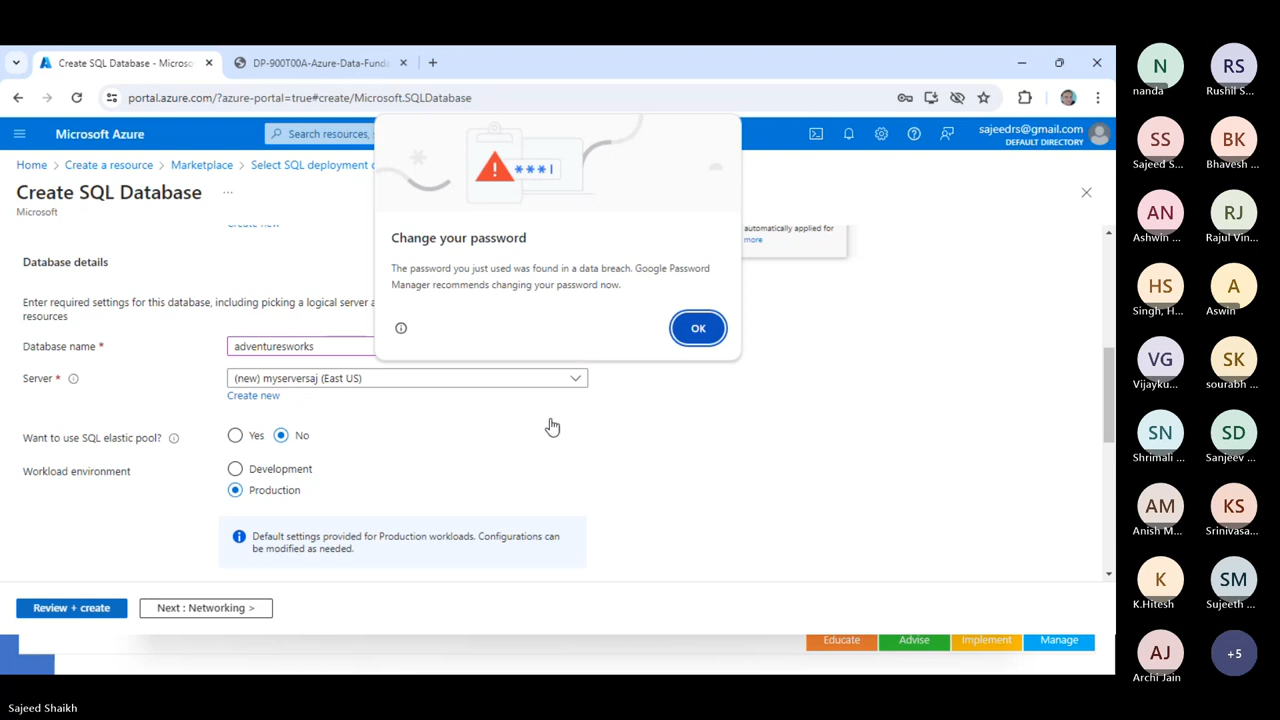 Create SQL Database - Microso
DP-900T00A-Azure-Data-Funda
portal.azure.com/?azure-portal=true#create/Microsoft.SQLDatabase
Microsoft Azure
Search resources,
sajeedrs@gmail.com
DEFAULT DIRECTORY
Home > Create a resource > Marketplace > Select SQL deployment
Create SQL Database ...
Microsoft
Create new
automatically applied for
more
Database details
Enter required settings for this database, including picking a logical server a
resources
Database name *
adventuresworks
Server *
(new) myserversaj (East US)
Create new
Want to use SQL elastic pool?
Yes
No
Workload environment
Development
Production
Default settings provided for Production workloads. Configurations can
be modified as needed.
Review + create
Next : Networking >
* * * |
Change your password
The password you just used was found in a data breach. Google Password
Manager recommends changing your password now.
OK
Educate
Advise
Implement
Manage
N
nanda
RS
Rushil S...
SS
Sajeed S...
BK
Bhavesh ...
AN
Ashwin ...
RJ
Rajul Vin...
HS
Singh, H...
A
Aswin
VG
Vijayku...
SK
sourabh ...
SN
Shrimali ...
SD
Sanjeev ...
AM
Anish M...
KS
Srinivasa...
K
K.Hitesh
SM
Sujeeth ...
AJ
Archi Jain
+5
Sajeed Shaikh